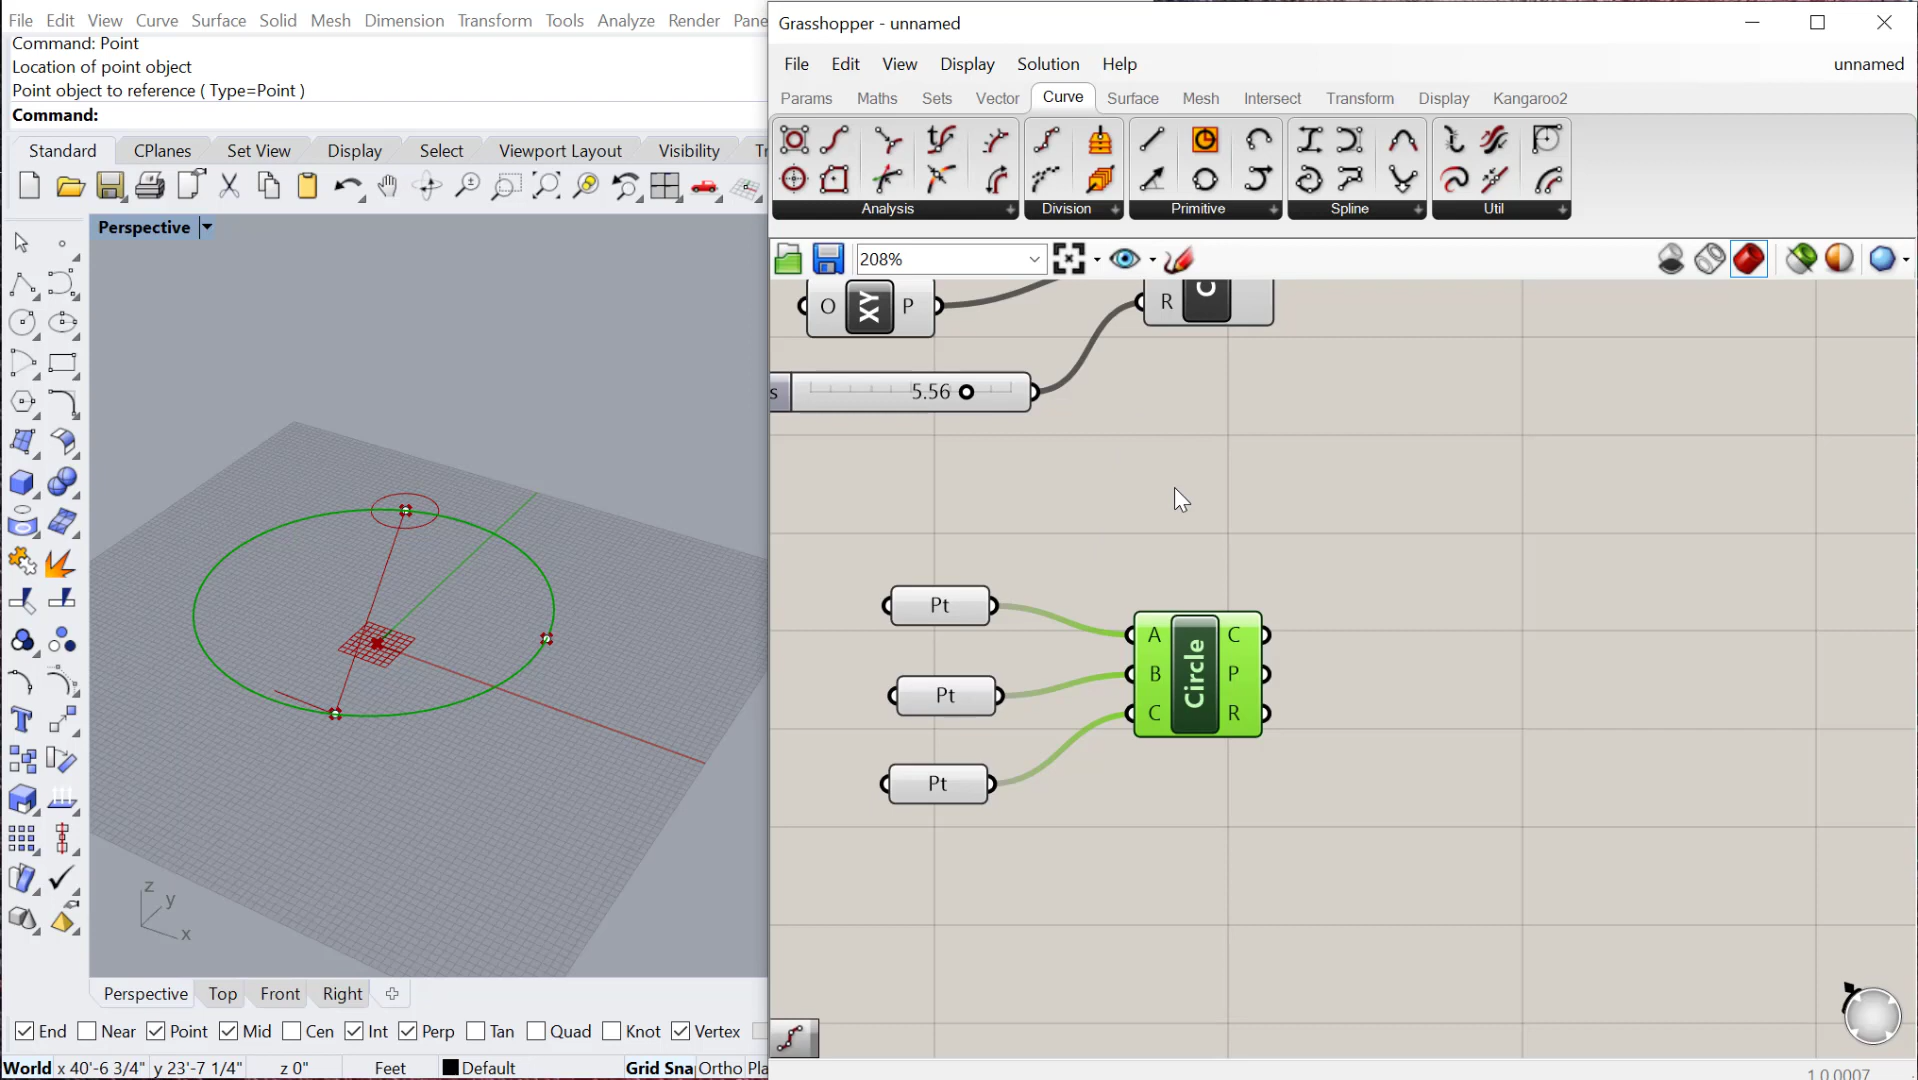 File Edit View Curve Surface Solid Mesh Dimension Transform Tools Analyze Render Pane
Command: Point
Location of point object
Point object to reference ( Type=Point )
Command:
Standard CPlanes Set View Display Select Viewport Layout Visibility Tr
Perspective
z
y
x
Perspective Top Front Right
End Near Point Mid Cen Int Perp Tan Quad Knot Vertex
World x 40'-6 3/4" y 23'-7 1/4" z 0" Feet Default Grid Sna Ortho Pla
Grasshopper - unnamed
File Edit View Display Solution Help unnamed
Params Maths Sets Vector Curve Surface Mesh Intersect Transform Display Kangaroo2
Analysis Division Primitive Spline Util
208%
O XY P
R C
s 5.56
Pt
Pt
Pt
A Circle C
B P
C R
1.0.0007